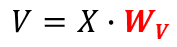 V = X · W_V